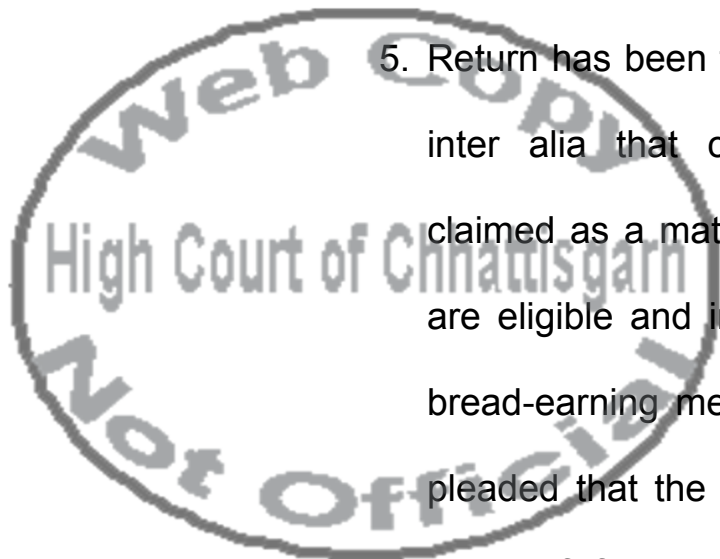 Web Copy
5. Return has been
inter alia that
High Court of Chhattisgarh
claimed as a mat
are eligible and i
bread-earning me
pleaded that the
Not Official